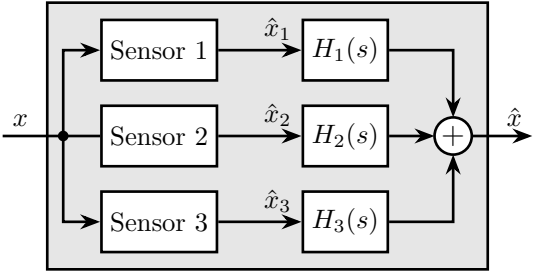 Sensor 1 x̂₁ H₁(s)
x Sensor 2 x̂₂ H₂(s) + x̂
Sensor 3 x̂₃ H₃(s)